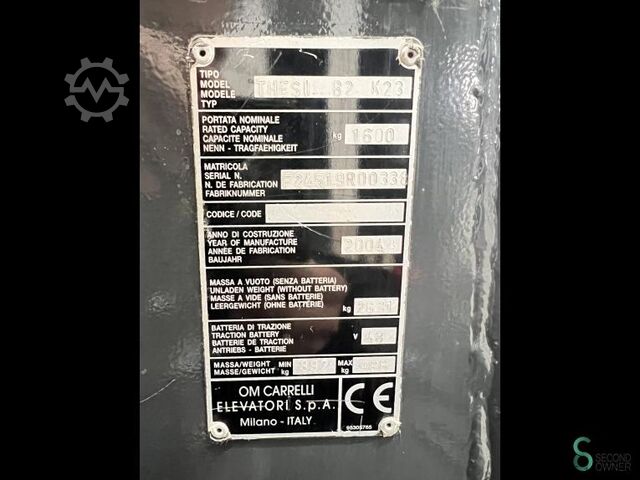 TIPO
MODEL
MODELE
TYP
THESI
K23
PORTATA NOMINALE
RATED CAPACITY
CAPACITE NOMINALE
NENN - TRAGFAEHIGKEIT
kg 1600
MATRICOLA
SERIAL N.
N. DE FABRICATION
FABRIKNUMMER
CODICE / CODE
ANNO DI COSTRUZIONE
YEAR OF MANUFACTURE
ANNÉE DE FABRICATION
BAUJAHR
2004
MASSA A VUOTO (SENZA BATTERIA)
UNLADEN WEIGHT (WITHOUT BATTERY)
MASSE A VIDE (SANS BATTERIE)
LEERGEWICHT (OHNE BATTERIE)
kg
BATTERIA DI TRAZIONE
TRACTION BATTERY
BATTERIE DE TRACTION
ANTRIEBS - BATTERIE
V 48
MASSA/WEIGHT MIN MAX
MASSE/GEWICHT kg kg
OM CARRELLI
ELEVATORI S.p.A.
Milano - ITALY
CE
SECOND
OWNER